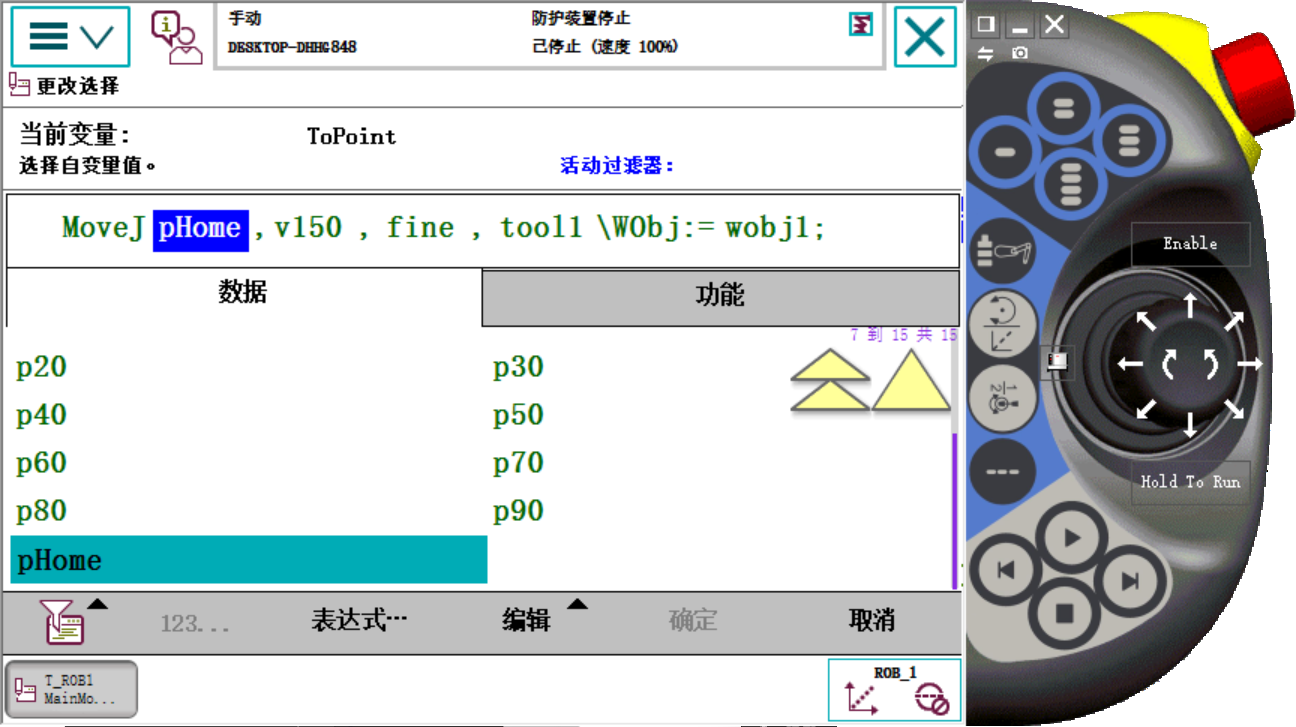 手动
防护装置停止
DESKTOP-DHHG848
已停止 (速度 100%)
更改选择
当前变量:
ToPoint
选择自变量值。
活动过滤器:
MoveJ pHome , v150 , fine , tool1 \WObj:= wobj1;
数据
功能
7 到 15 共 15
p20
p30
p40
p50
p60
p70
p80
p90
pHome
123...
表达式…
编辑
确定
取消
T_ROB1
MainMo...
ROB_1
Enable
Hold To Run